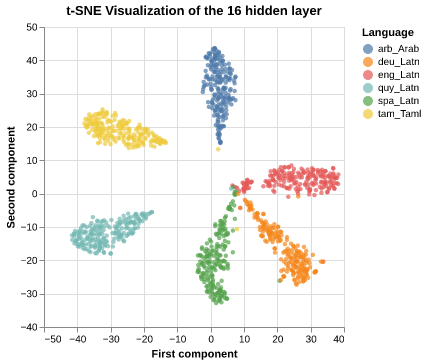 t-SNE Visualization of the 16 hidden layer
Language
arb_Arab
deu_Latn
eng_Latn
quy_Latn
spa_Latn
tam_Taml
50
40
30
20
10
0
−10
−20
−30
−40
Second component
−50 −40 −30 −20 −10 0 10 20 30 40
First component